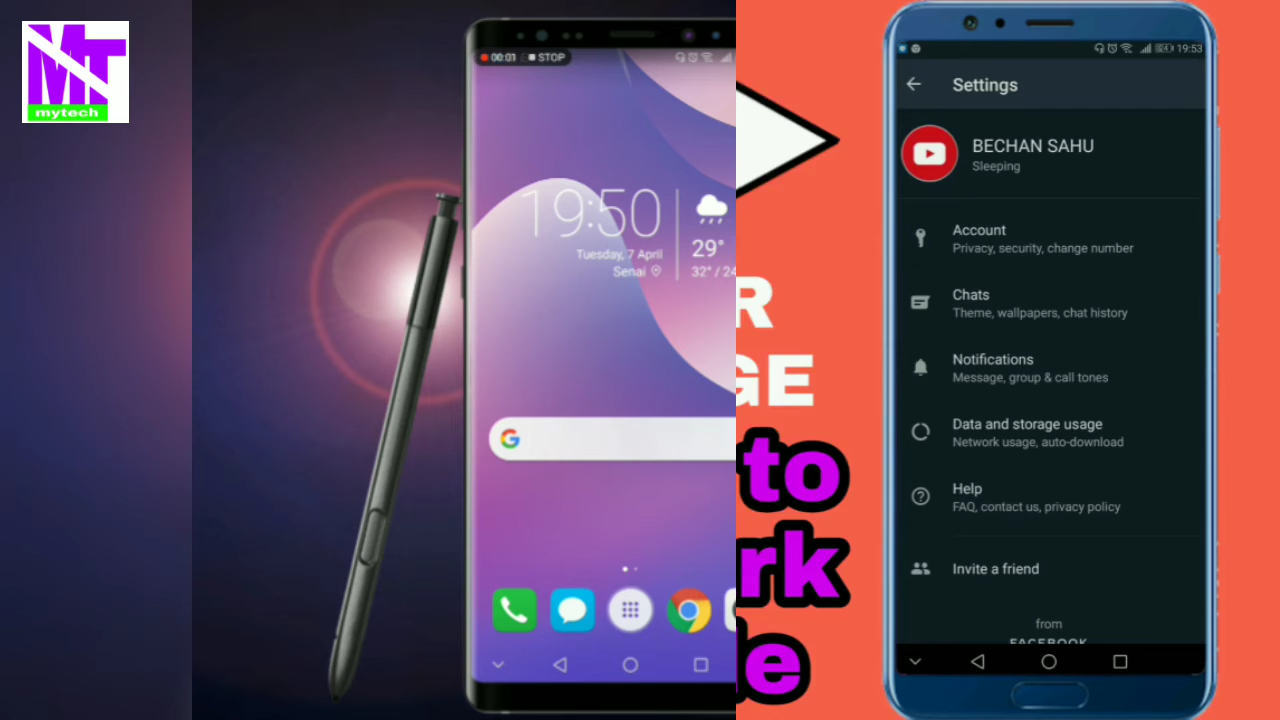 MT
mytech
00:01 STOP
19:50
Tuesday, 7 April
Senai
29°
32° / 24
R
GE
to
rk
19:53
Settings
BECHAN SAHU
Sleeping
Account
Privacy, security, change number
Chats
Theme, wallpapers, chat history
Notifications
Message, group & call tones
Data and storage usage
Network usage, auto-download
Help
FAQ, contact us, privacy policy
Invite a friend
from
FACEBOOK